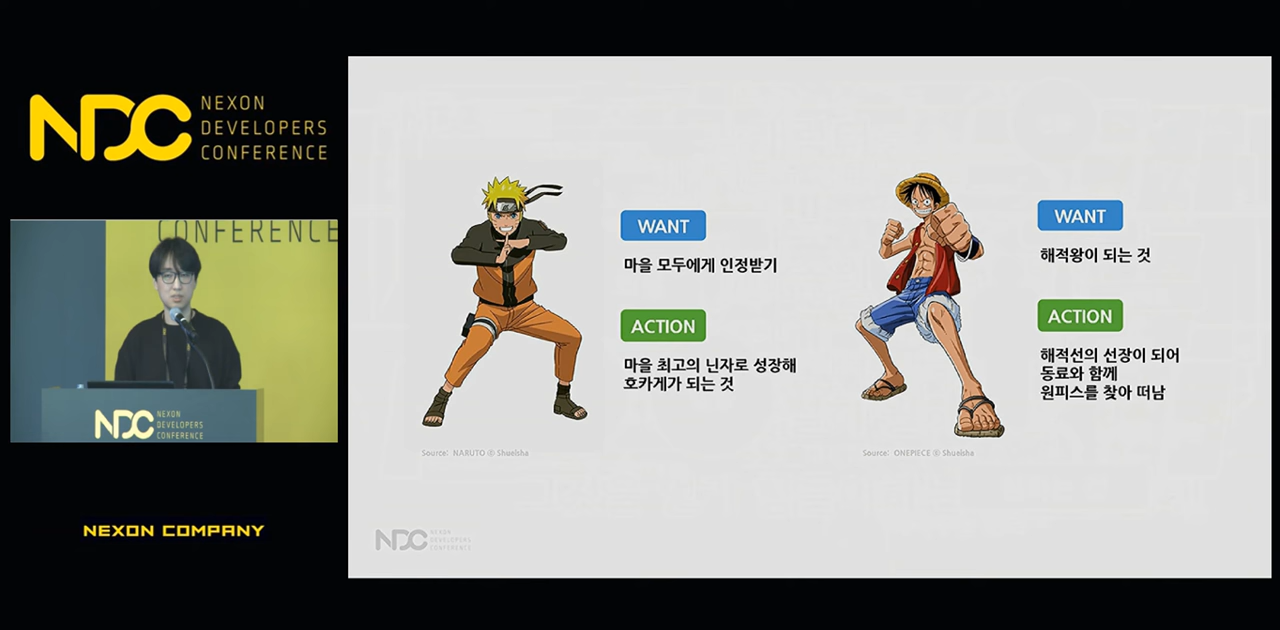 NDC NEXON
DEVELOPERS
CONFERENCE
CONFERENCE
NDC NEXON
DEVELOPERS
CONFERENCE
NEXON COMPANY
WANT
마을 모두에게 인정받기
ACTION
마을 최고의 닌자로 성장해
호카게가 되는 것
Source: NARUTO ⓒ Shueisha
WANT
해적왕이 되는 것
ACTION
해적선의 선장이 되어
동료와 함께
원피스를 찾아 떠남
Source: ONEPIECE ⓒ Shueisha
NDC NEXON
DEVELOPERS
CONFERENCE